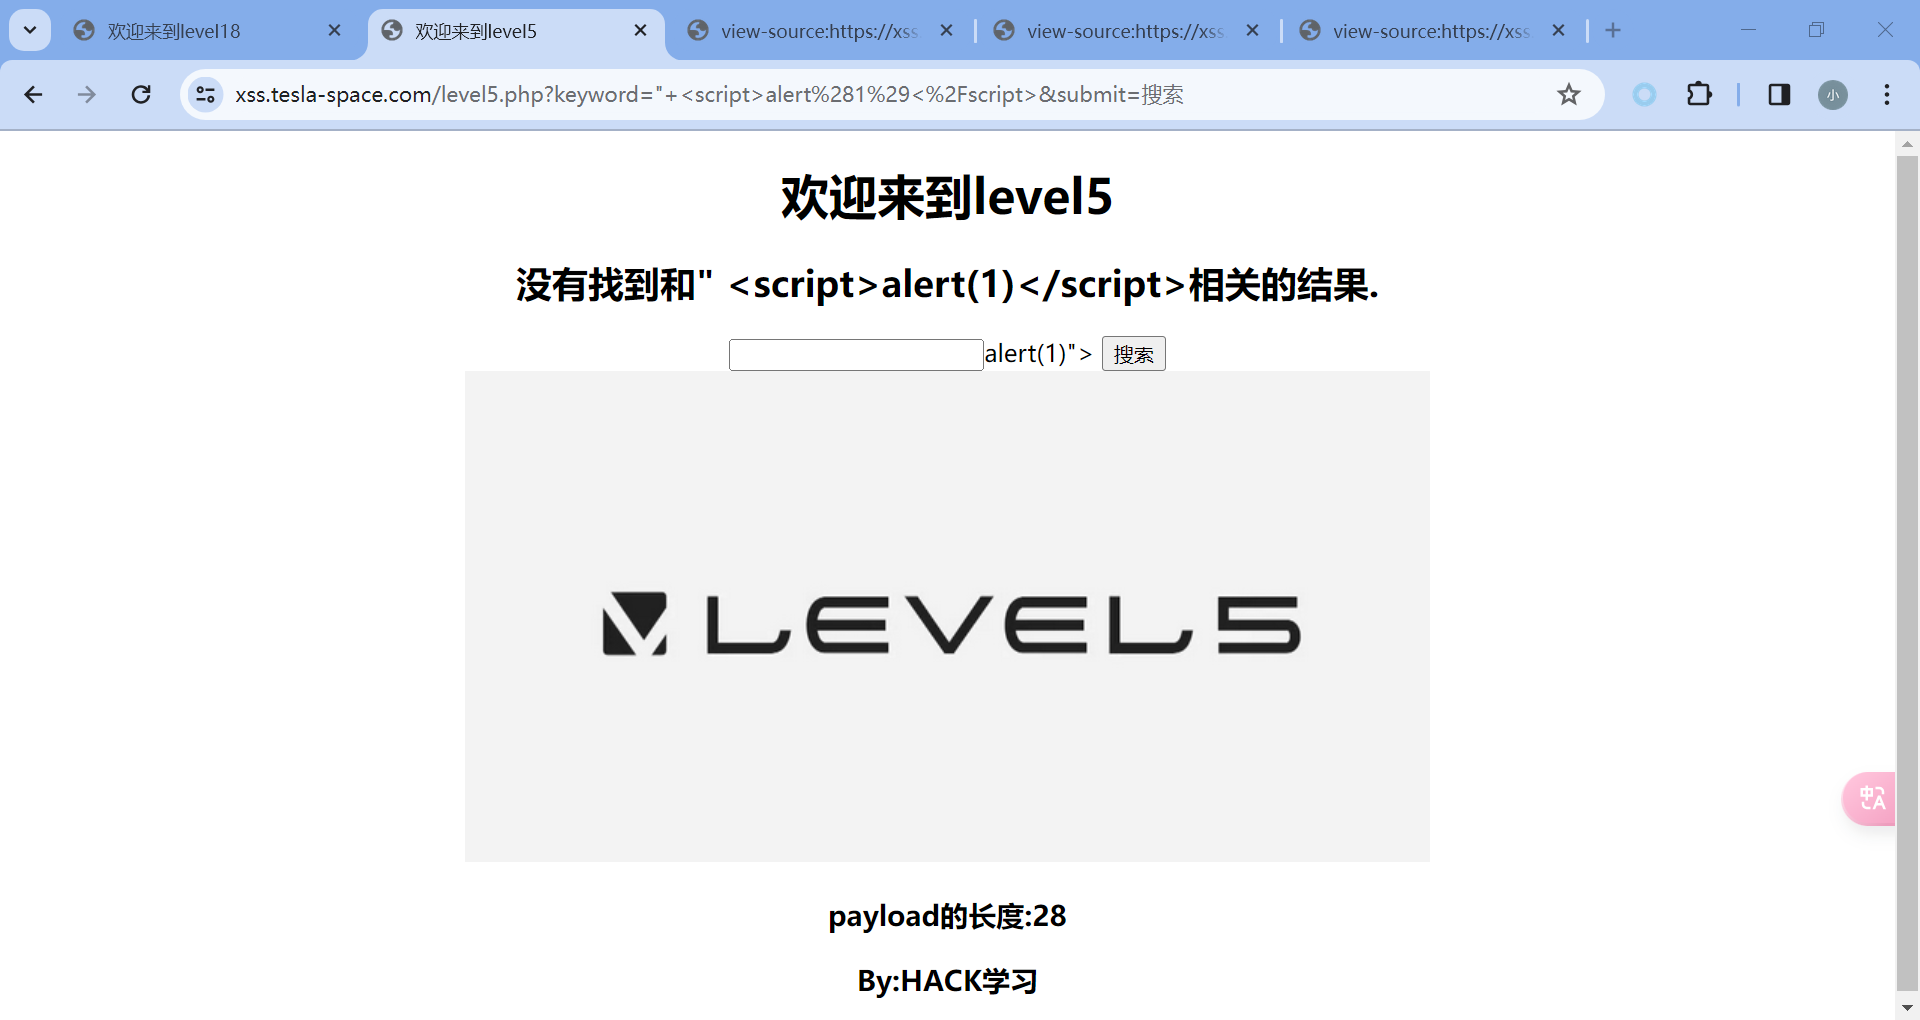 欢迎来到level18
欢迎来到level5
view-source:https://xss
view-source:https://xss
view-source:https://xss
xss.tesla-space.com/level5.php?keyword="+<script>alert%281%29<%2Fscript>&submit=搜索
小
欢迎来到level5
没有找到和" <script>alert(1)</script>相关的结果.
alert(1)"> 搜索
LEVEL5
中A
payload的长度:28
By:HACK学习